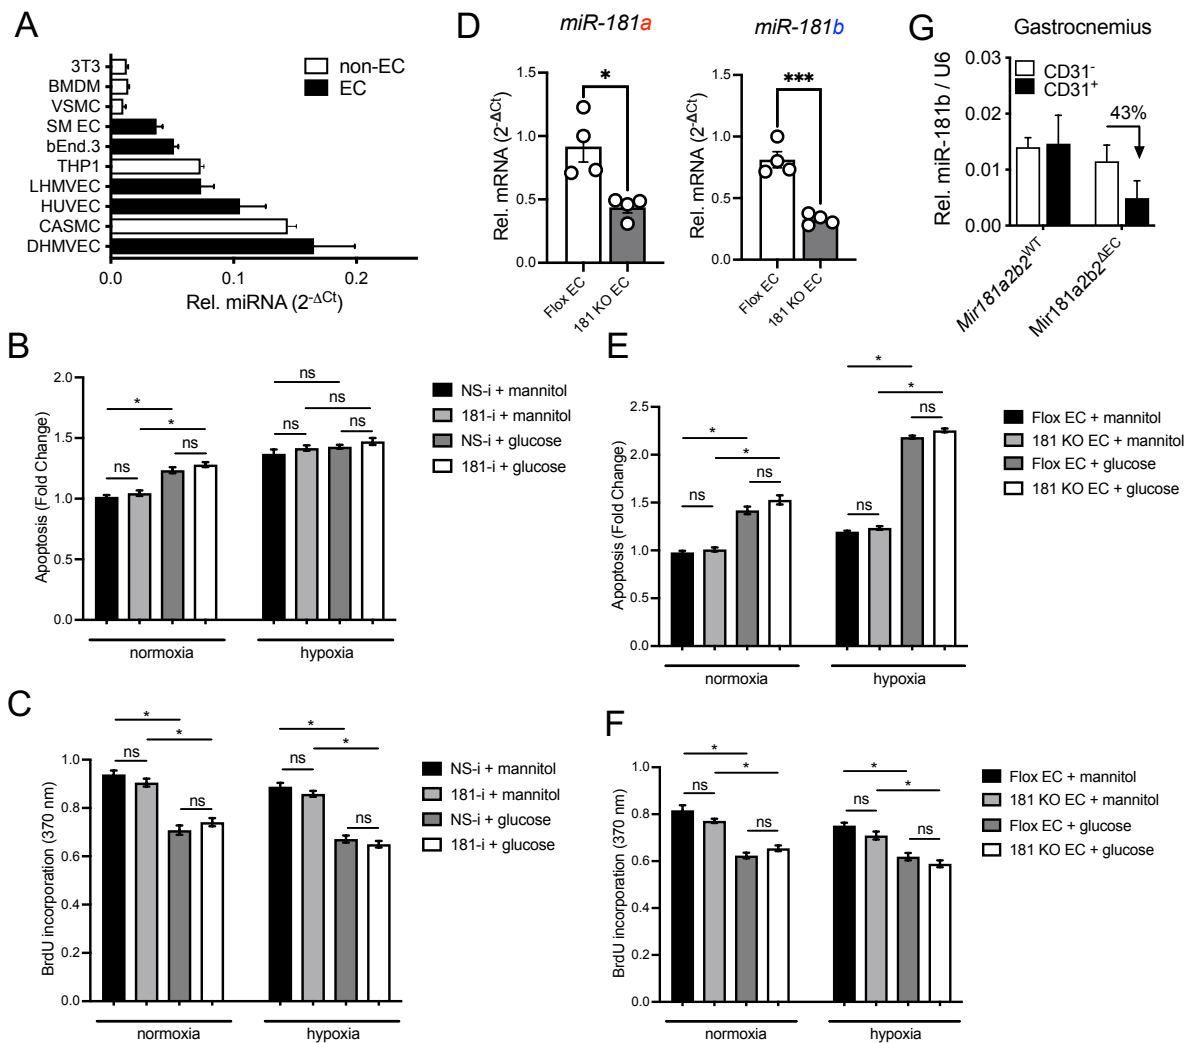 A
3T3
BMDM
VSMC
SM EC
bEnd.3
THP1
LHMVEC
HUVEC
CASMC
DHMVEC
non-EC
EC
0.0 0.1 0.2
Rel. miRNA (2-ΔCt)
D
miR-181a
Rel. mRNA (2-ΔCt)
1.5
1.0
0.5
0.0
*
Flox EC
181 KO EC
miR-181b
Rel. mRNA (2-ΔCt)
1.5
1.0
0.5
0.0
***
Flox EC
181 KO EC
G
Gastrocnemius
Rel. miR-181b / U6
0.03
0.02
0.01
0.00
CD31-
CD31+
43%
Mir181a2b2WT
Mir181a2b2ΔEC
B
Apoptosis (Fold Change)
2.0
1.5
1.0
0.5
0.0
*
*
ns
ns
ns
ns
ns
ns
normoxia
hypoxia
NS-i + mannitol
181-i + mannitol
NS-i + glucose
181-i + glucose
E
Apoptosis (Fold Change)
2.5
2.0
1.5
1.0
0.5
0.0
*
*
ns
ns
*
*
ns
ns
normoxia
hypoxia
Flox EC + mannitol
181 KO EC + mannitol
Flox EC + glucose
181 KO EC + glucose
C
BrdU incorporation (370 nm)
1.0
0.8
0.6
0.4
0.2
0.0
*
*
ns
ns
*
*
ns
ns
normoxia
hypoxia
NS-i + mannitol
181-i + mannitol
NS-i + glucose
181-i + glucose
F
BrdU incorporation (370 nm)
1.0
0.8
0.6
0.4
0.2
0.0
*
*
ns
ns
*
*
ns
ns
normoxia
hypoxia
Flox EC + mannitol
181 KO EC + mannitol
Flox EC + glucose
181 KO EC + glucose